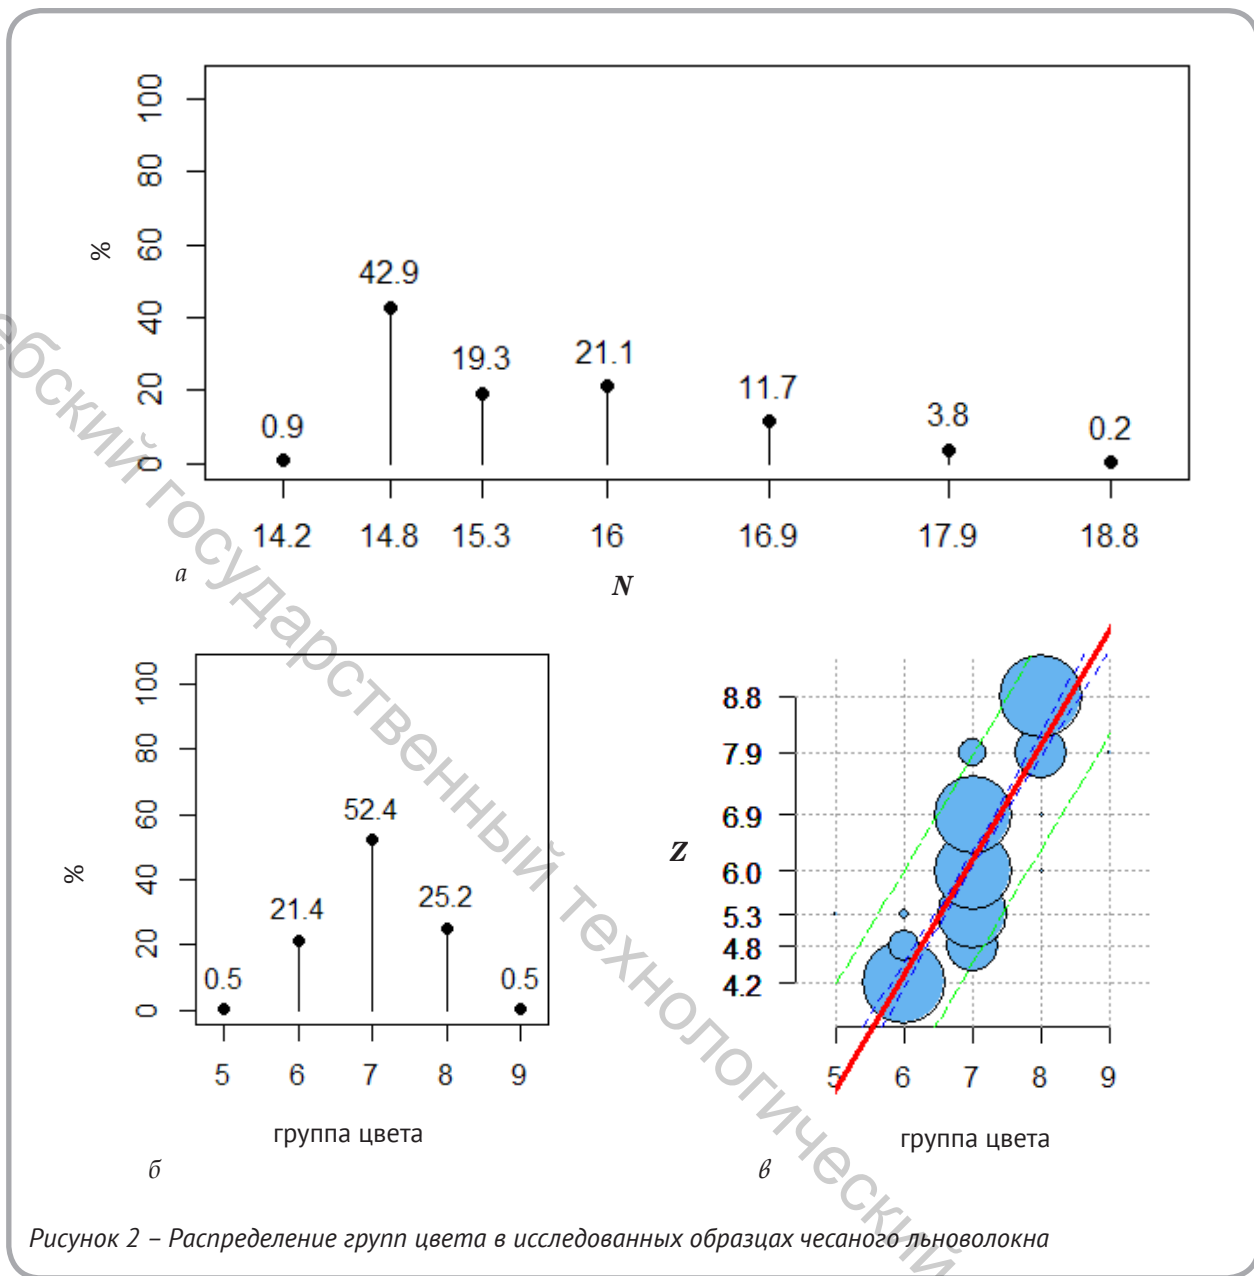 100
80
60
40
20
0
%
0.9
42.9
19.3
21.1
11.7
3.8
0.2
14.2 14.8 15.3 16 16.9 17.9 18.8
а
N
100
80
60
40
20
0
%
0.5
21.4
52.4
25.2
0.5
5 6 7 8 9
группа цвета
б
8.8
7.9
6.9
6.0
5.3
4.8
4.2
Z
5 6 7 8 9
группа цвета
в
Рисунок 2 – Распределение групп цвета в исследованных образцах чесаного льноволокна
ебский государственный технологический